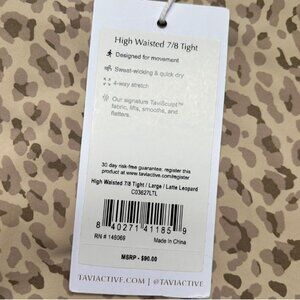 High Waisted 7/8 Tight
Designed for movement
Sweat-wicking & quick dry
4-way stretch
Our signature TaviSculpt™
fabric, lifts, smooths, and
flatters.
30 day risk-free guarantee, register this
product at www.taviactive.com/register
High Waisted 7/8 Tight / Large / Latte Leopard
C03627LTL
8 40271 41185 9
RN # 146069
Made in China
MSRP - $90.00
TAVIACTIVE.COM | @TAVIACTIVE